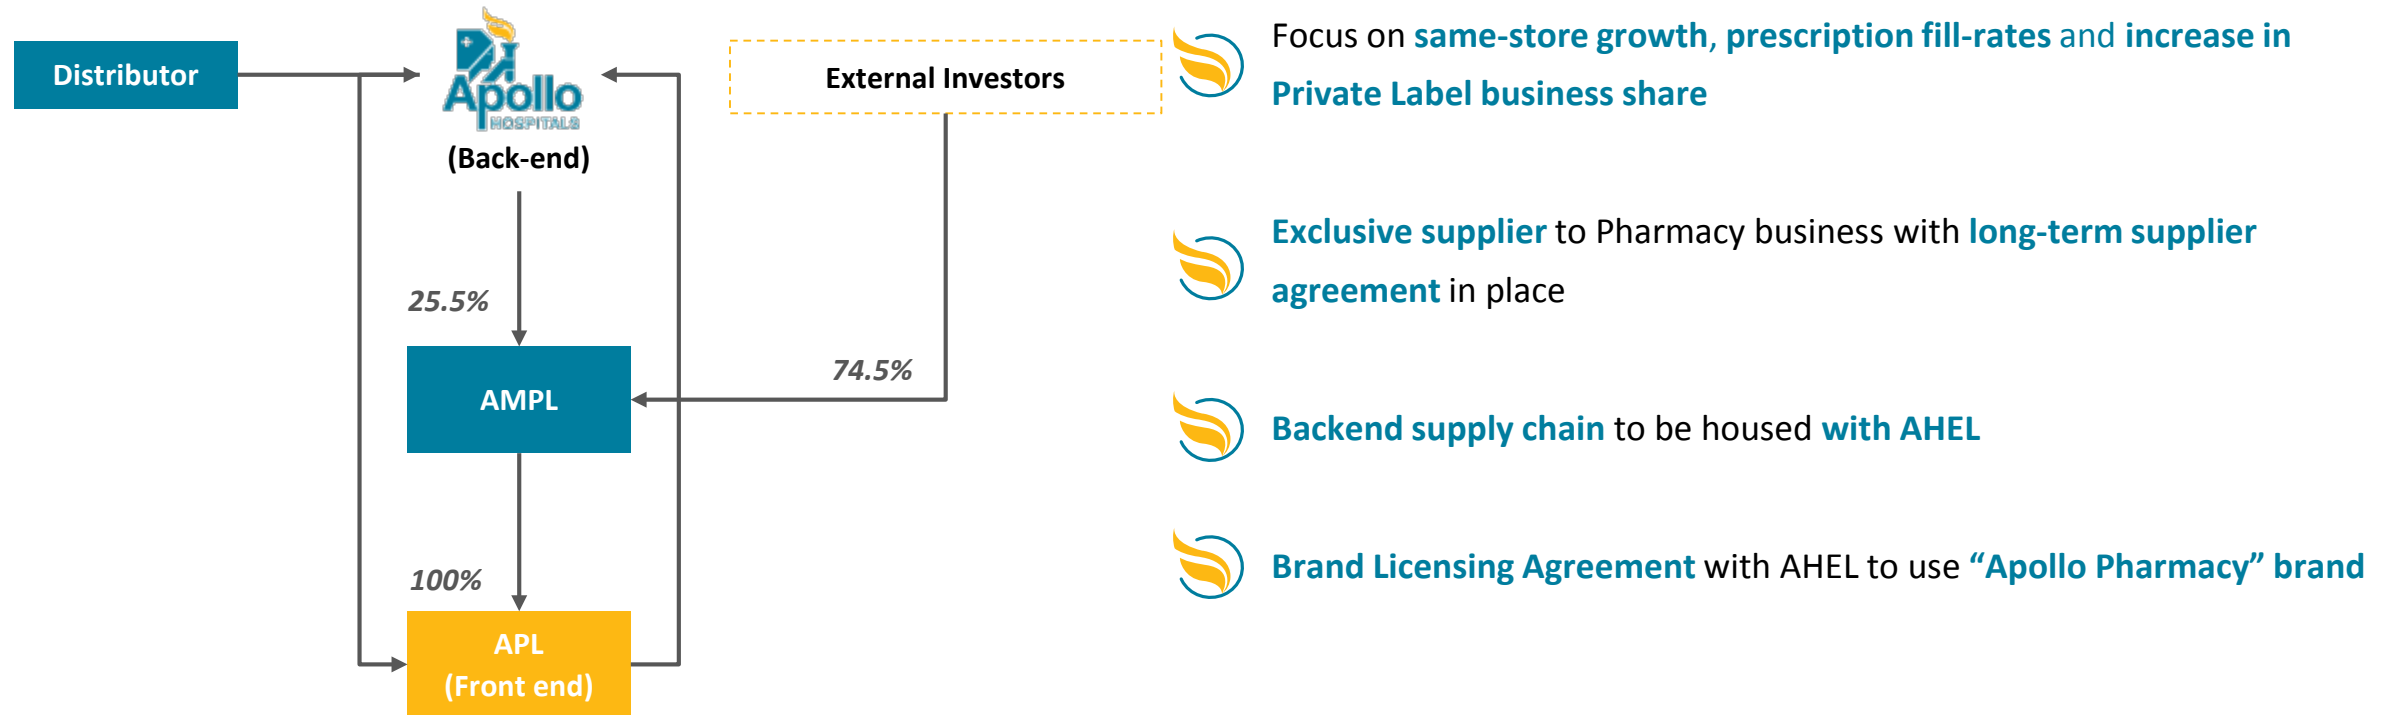 Distributor
Apollo
HOSPITALS
(Back-end)
External Investors
25.5%
74.5%
AMPL
100%
APL
(Front end)
Focus on same-store growth, prescription fill-rates and increase in
Private Label business share
Exclusive supplier to Pharmacy business with long-term supplier
agreement in place
Backend supply chain to be housed with AHEL
Brand Licensing Agreement with AHEL to use “Apollo Pharmacy” brand